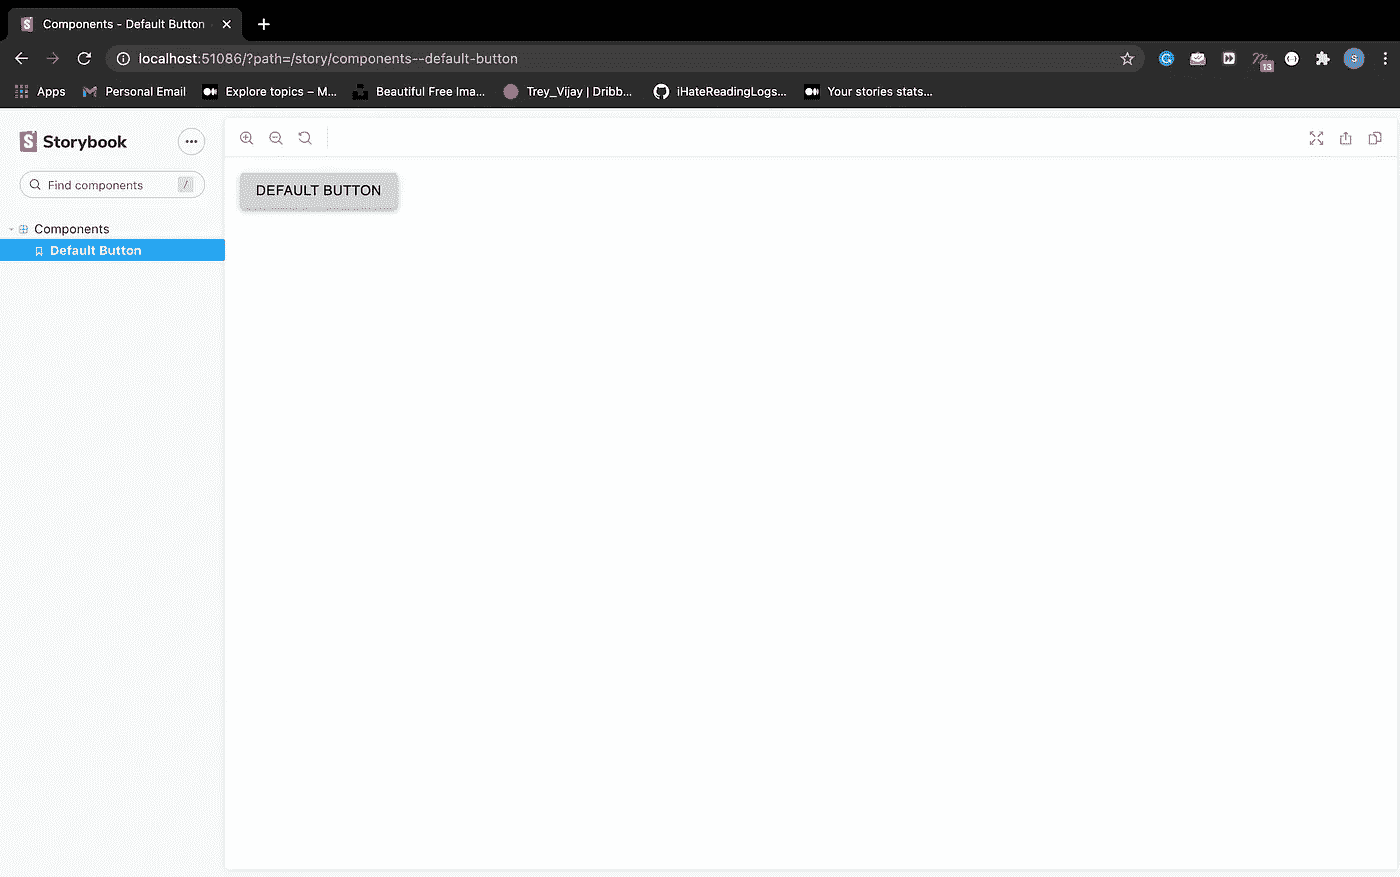 Components - Default Button
localhost:51086/?path=/story/components--default-button
13
S
Apps
Personal Email
Explore topics – M...
Beautiful Free Ima...
Trey_Vijay | Dribb...
iHateReadingLogs...
Your stories stats...
S Storybook
Find components /
Components
Default Button
DEFAULT BUTTON